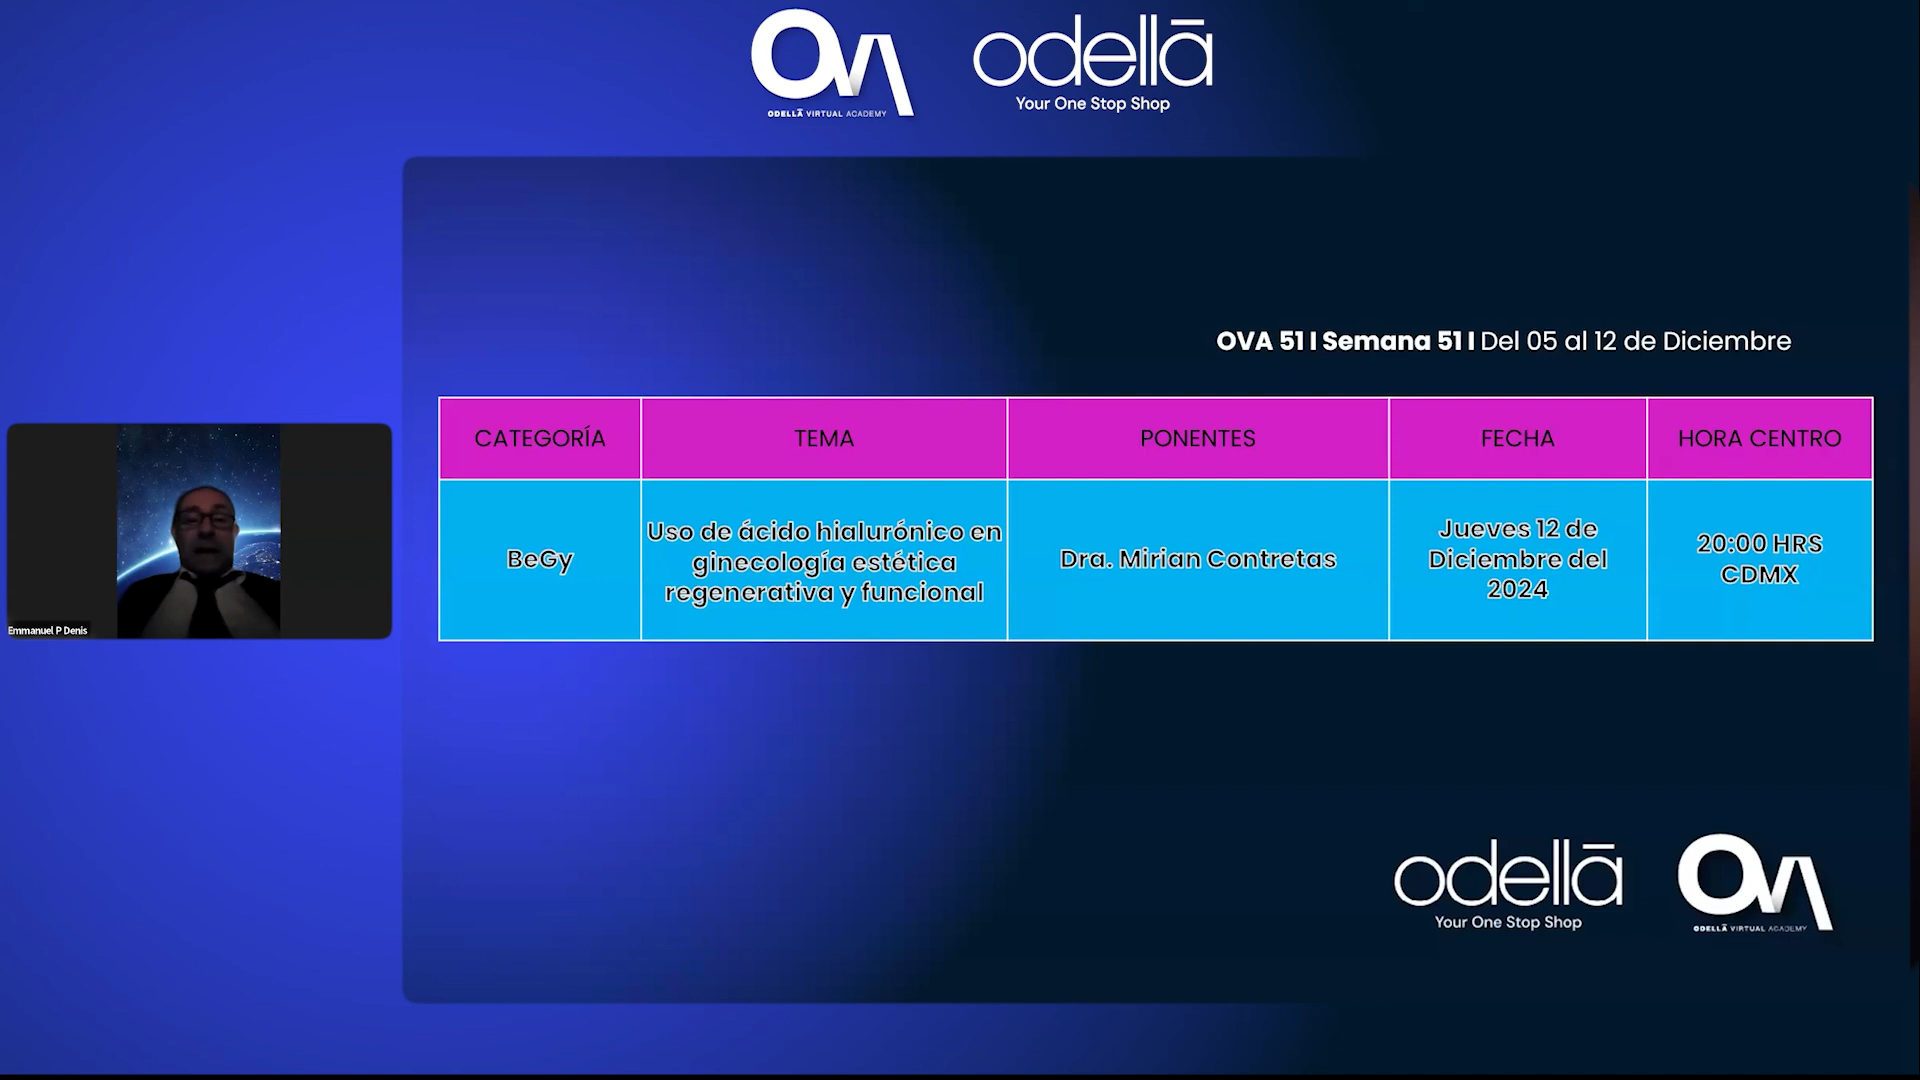 OVA
ODELLĀ VIRTUAL ACADEMY
odellā
Your One Stop Shop
OVA 51 I Semana 51 I Del 05 al 12 de Diciembre
CATEGORÍA
TEMA
PONENTES
FECHA
HORA CENTRO
BeGy
Uso de ácido hialurónico en
ginecología estética
regenerativa y funcional
Dra. Mirian Contretas
Jueves 12 de
Diciembre del
2024
20:00 HRS
CDMX
Emmanuel P Denis
odellā
Your One Stop Shop
OVA
ODELLĀ VIRTUAL ACADEMY